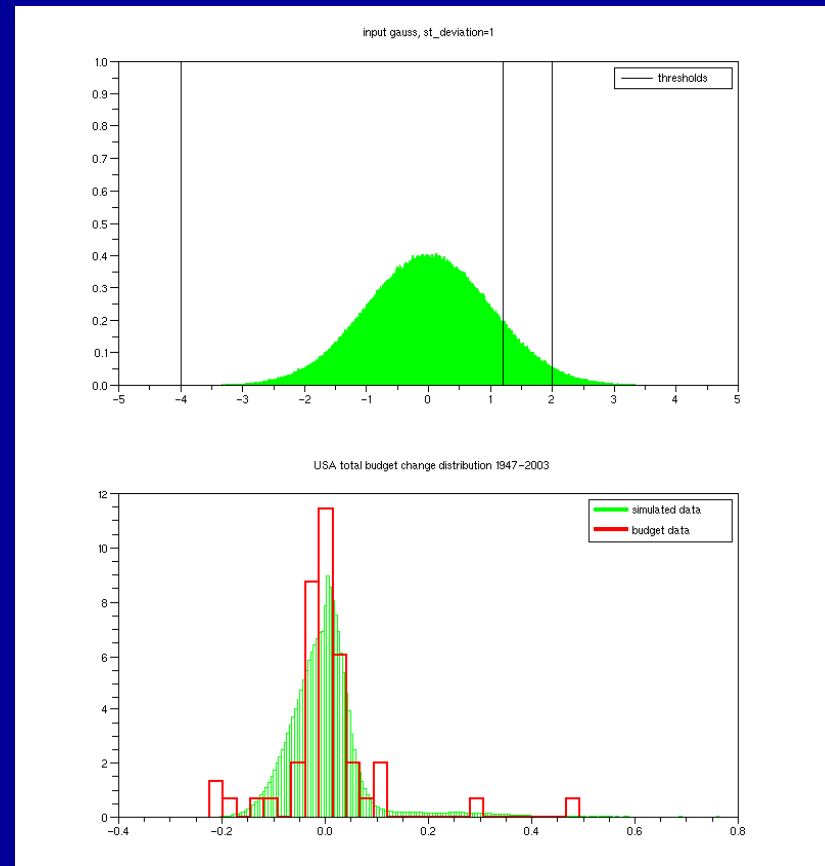 input gauss, st_deviation=1
1.0
0.9
0.8
0.7
0.6
0.5
0.4
0.3
0.2
0.1
0.0
thresholds
-5 -4 -3 -2 -1 0 1 2 3 4 5
USA total budget change distribution 1947-2003
12
10
8
6
4
2
0
simulated data
budget data
-0.4 -0.2 0.0 0.2 0.4 0.6 0.8